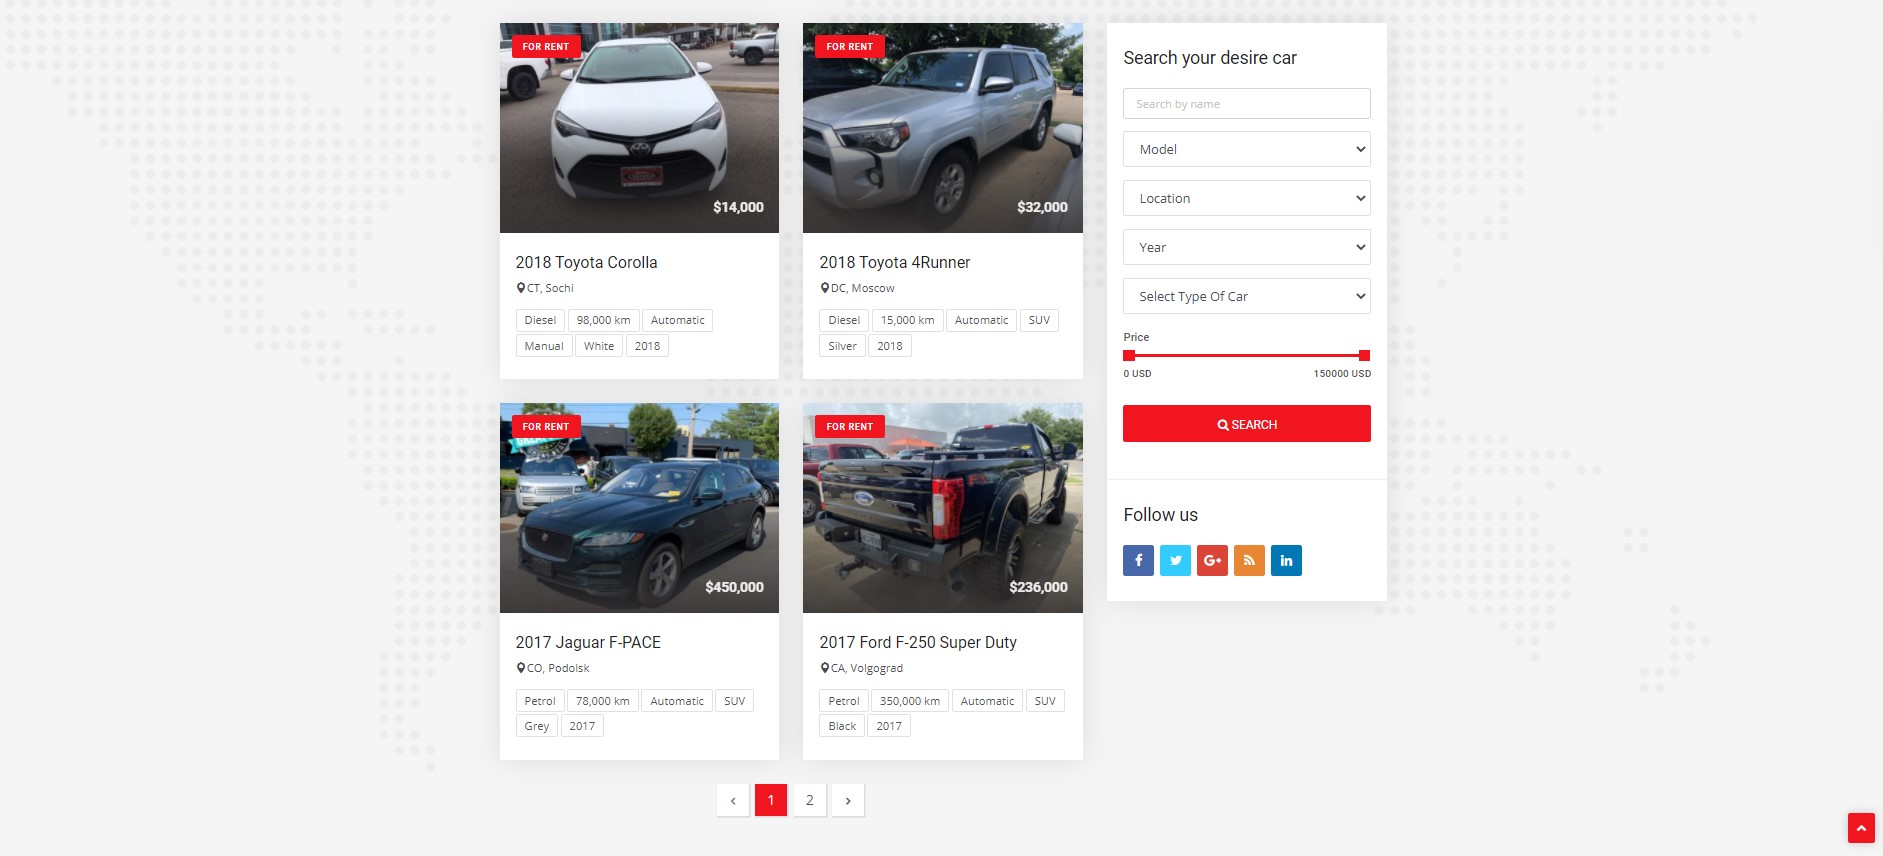 FOR RENT
$14,000
2018 Toyota Corolla
CT, Sochi
Diesel 98,000 km Automatic
Manual White 2018
FOR RENT
$32,000
2018 Toyota 4Runner
DC, Moscow
Diesel 15,000 km Automatic SUV
Silver 2018
FOR RENT
$450,000
2017 Jaguar F-PACE
CO, Podolsk
Petrol 78,000 km Automatic SUV
Grey 2017
FOR RENT
$236,000
2017 Ford F-250 Super Duty
CA, Volgograd
Petrol 350,000 km Automatic SUV
Black 2017
‹ 1 2 ›
Search your desire car
Search by name
Model
Location
Year
Select Type Of Car
Price
0 USD 150000 USD
SEARCH
Follow us